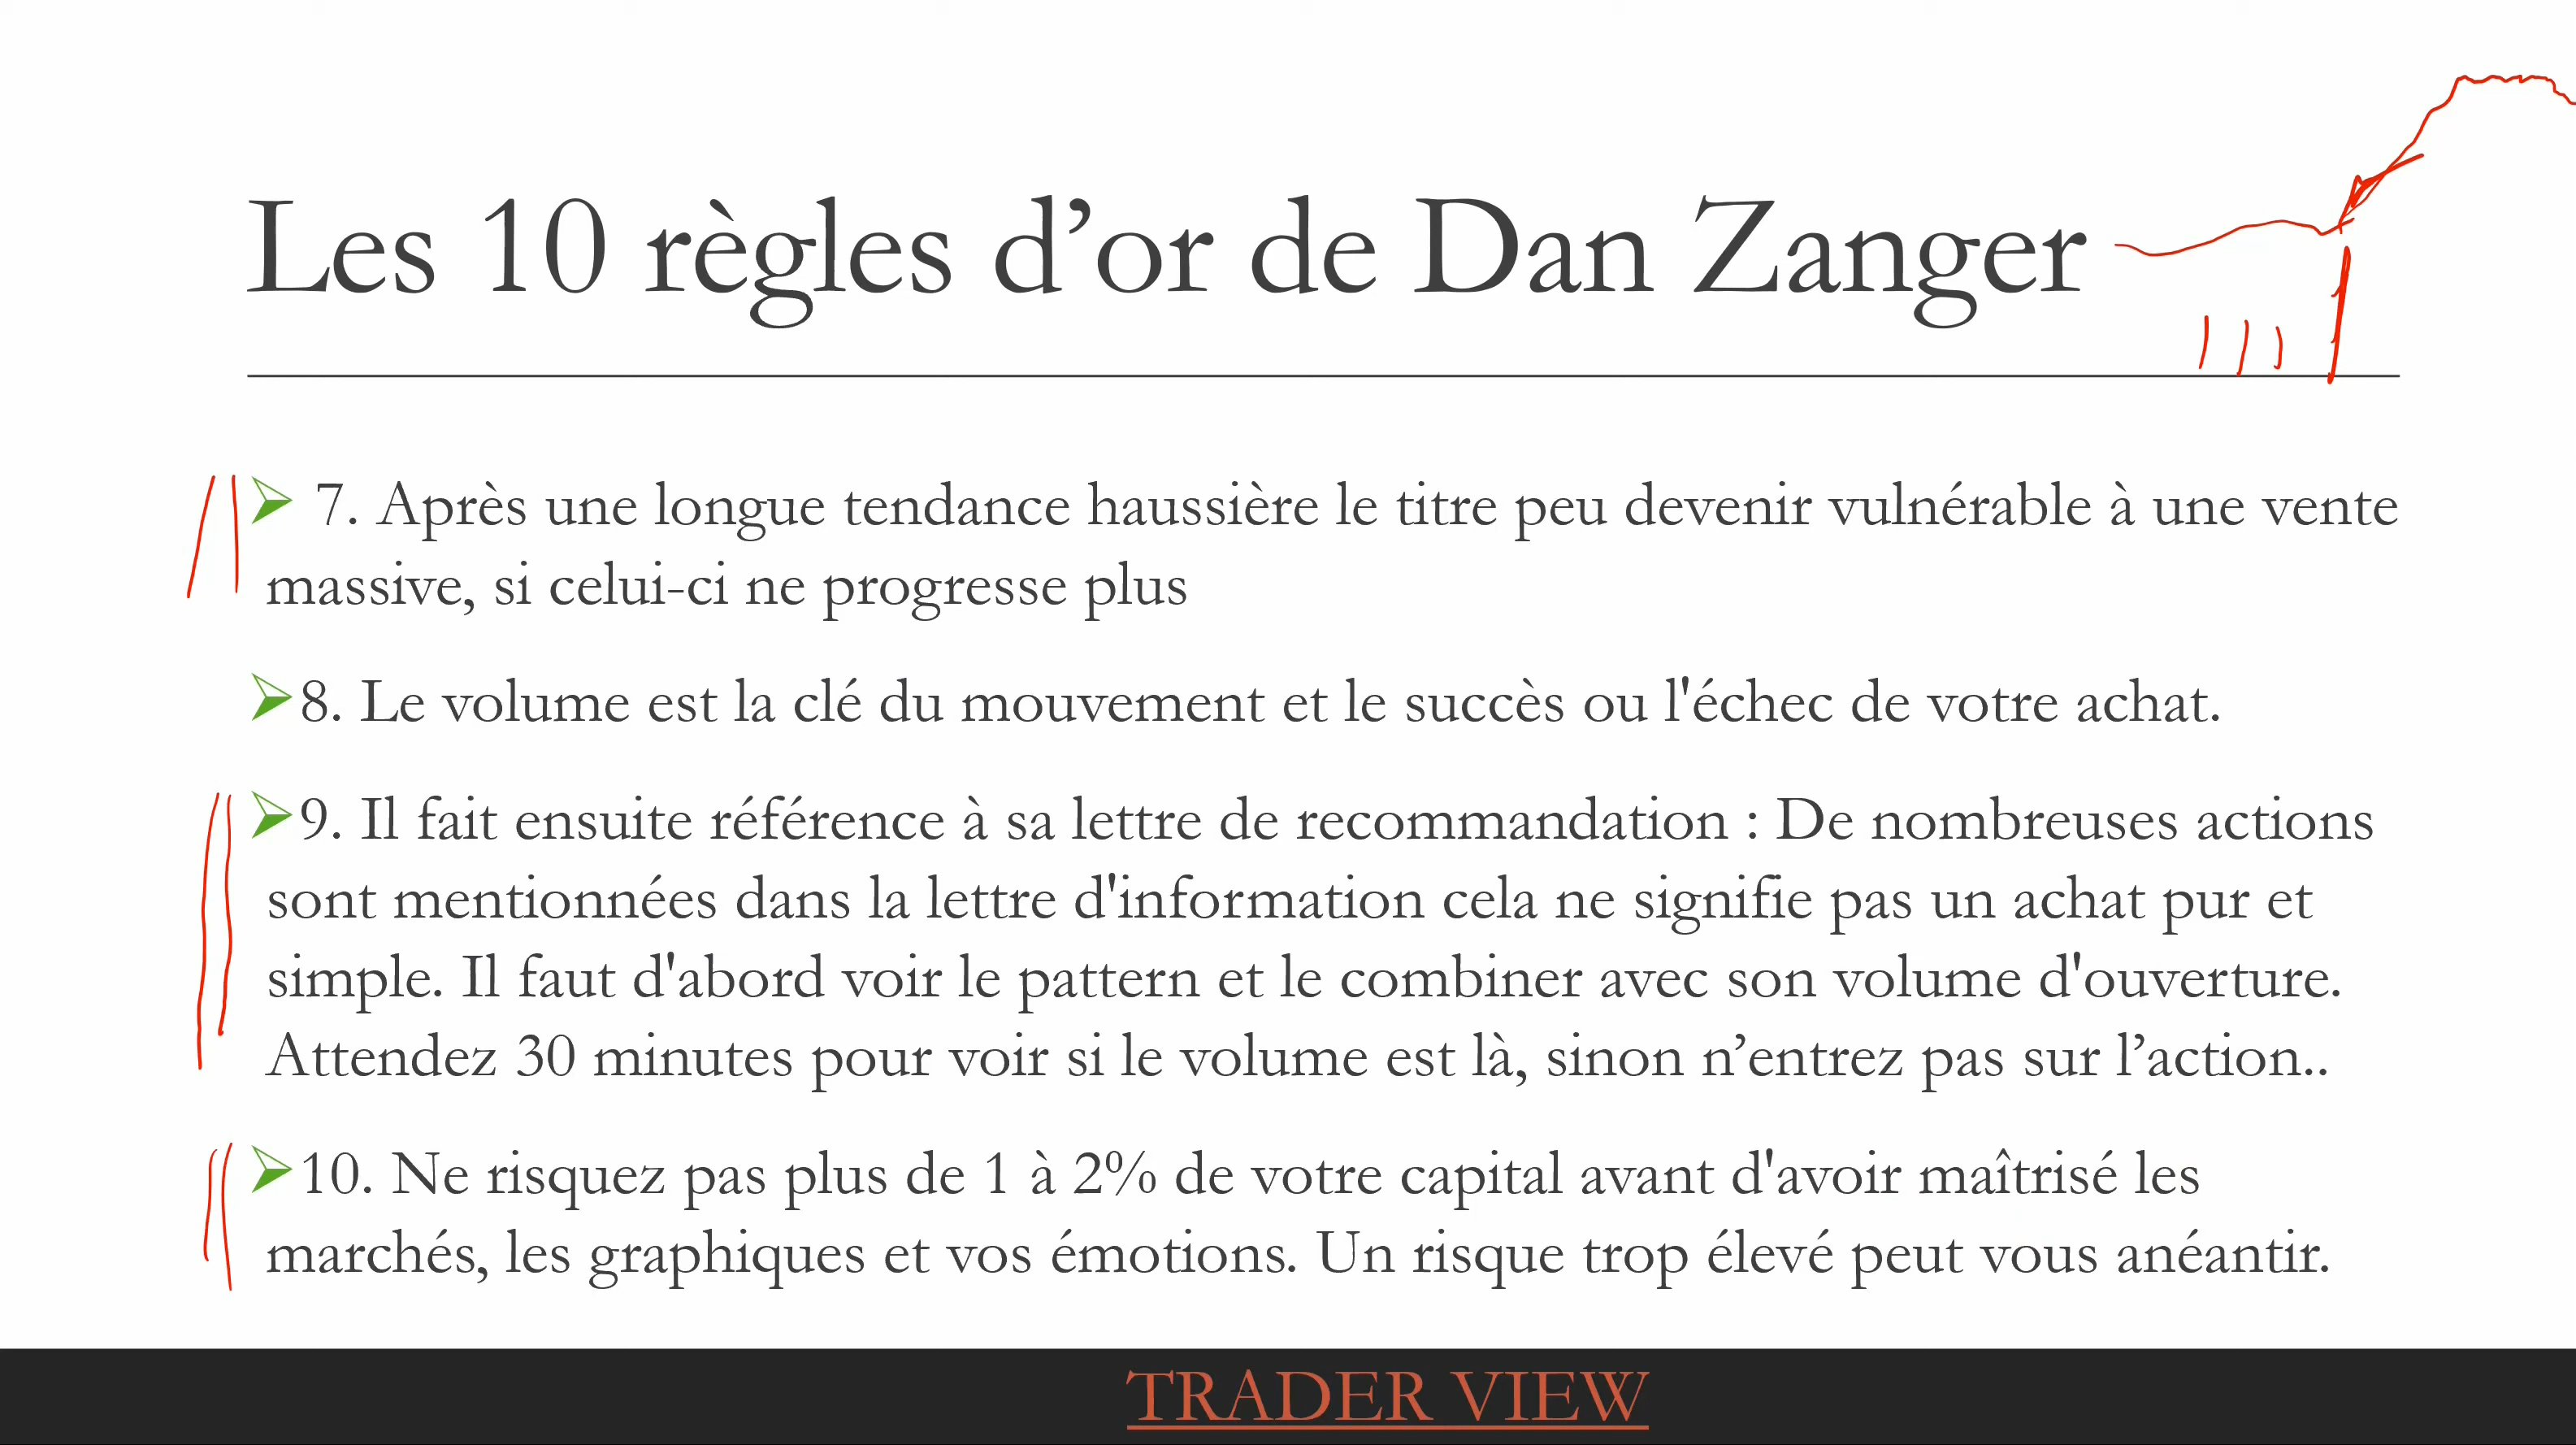 Les 10 règles d’or de Dan Zanger
7. Après une longue tendance haussière le titre peu devenir vulnérable à une vente
massive, si celui-ci ne progresse plus
8. Le volume est la clé du mouvement et le succès ou l'échec de votre achat.
9. Il fait ensuite référence à sa lettre de recommandation : De nombreuses actions
sont mentionnées dans la lettre d'information cela ne signifie pas un achat pur et
simple. Il faut d'abord voir le pattern et le combiner avec son volume d'ouverture.
Attendez 30 minutes pour voir si le volume est là, sinon n’entrez pas sur l’action..
10. Ne risquez pas plus de 1 à 2% de votre capital avant d'avoir maîtrisé les
marchés, les graphiques et vos émotions. Un risque trop élevé peut vous anéantir.
TRADER VIEW